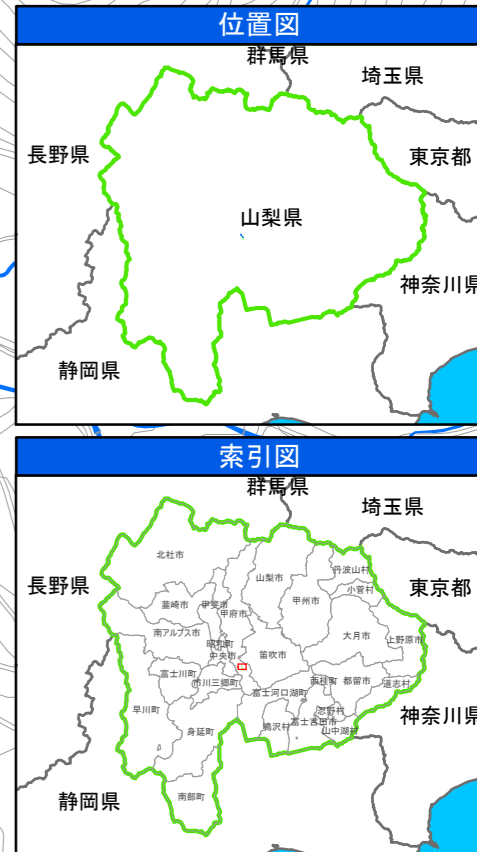 位置図
群馬県
埼玉県
長野県
東京都
山梨県
神奈川県
静岡県
索引図
群馬県
埼玉県
北杜市
丹波山村
山梨市
長野県
小菅村
東京都
甲州市
韮崎市
甲斐市
甲府市
南アルプス市
大月市
上野原市
昭和町
中央市
笛吹市
富士川町
市川三郷町
西桂町
都留市
道志村
富士河口湖町
早川町
忍野村
神奈川県
鳴沢村
富士吉田市
山中湖村
身延町
静岡県
南部町